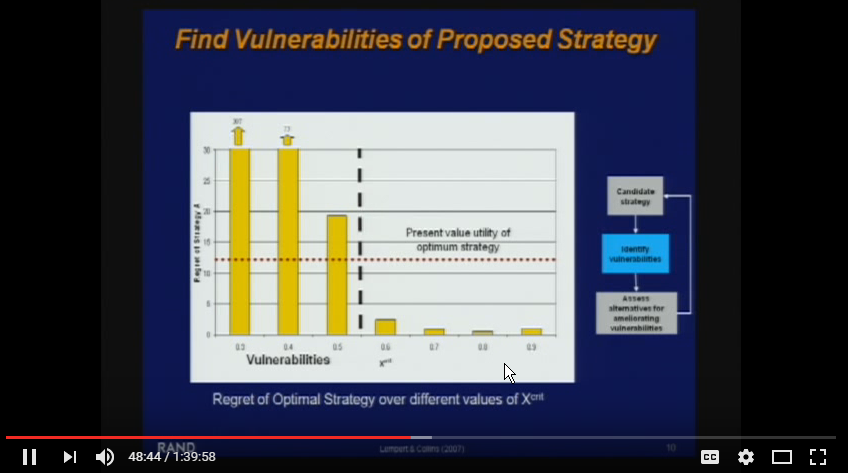 Find Vulnerabilities of Proposed Strategy
Regret of Strategy A
30
25
20
15
10
5
0
0.3 0.4 0.5 0.6 0.7 0.8 0.9
Present value utility of
optimum strategy
Vulnerabilities
X^crit
Candidate
strategy
Identify
vulnerabilities
Assess
alternatives for
ameliorating
vulnerabilities
Regret of Optimal Strategy over different values of X^crit
RAND
Lempert & Collins (2007)
10
48:44 / 1:39:58
CC